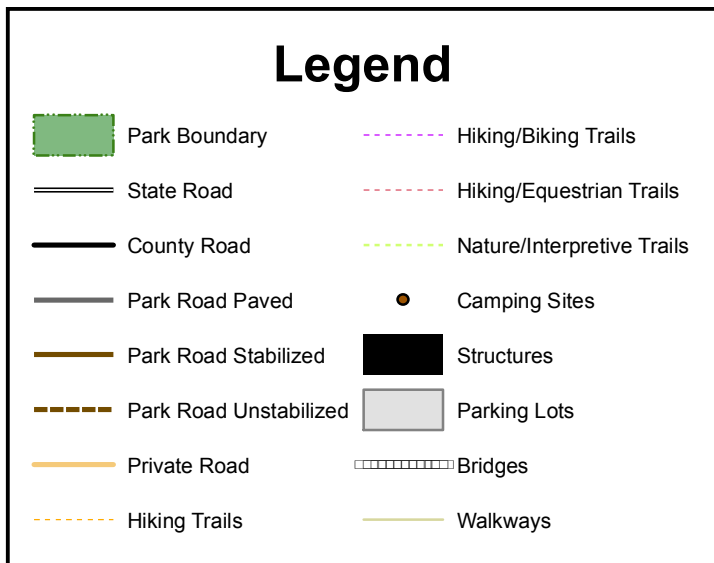 Legend
Park Boundary
State Road
County Road
Park Road Paved
Park Road Stabilized
Park Road Unstabilized
Private Road
Hiking Trails
Hiking/Biking Trails
Hiking/Equestrian Trails
Nature/Interpretive Trails
Camping Sites
Structures
Parking Lots
Bridges
Walkways